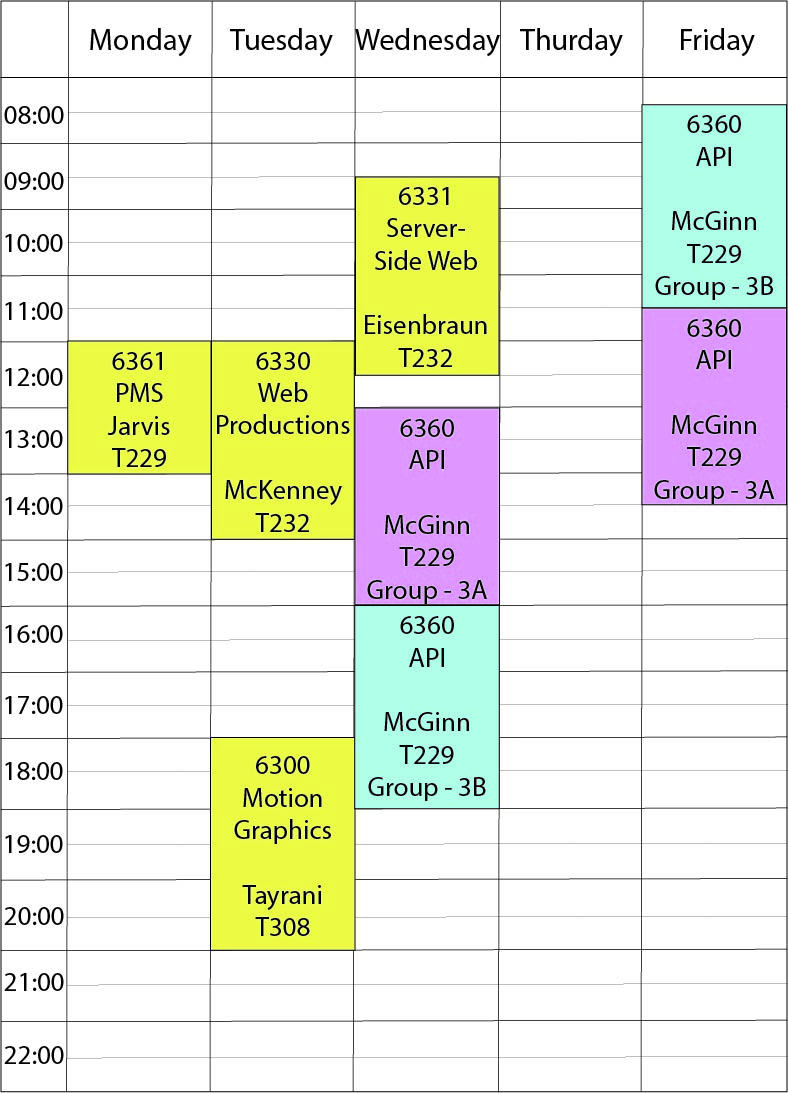 Monday Tuesday Wednesday Thurday Friday
08:00
09:00
10:00
11:00
12:00
13:00
14:00
15:00
16:00
17:00
18:00
19:00
20:00
21:00
22:00
6361
PMS
Jarvis
T229
6330
Web
Productions
McKenney
T232
6300
Motion
Graphics
Tayrani
T308
6331
Server-
Side Web
Eisenbraun
T232
6360
API
McGinn
T229
Group - 3A
6360
API
McGinn
T229
Group - 3B
6360
API
McGinn
T229
Group - 3B
6360
API
McGinn
T229
Group - 3A